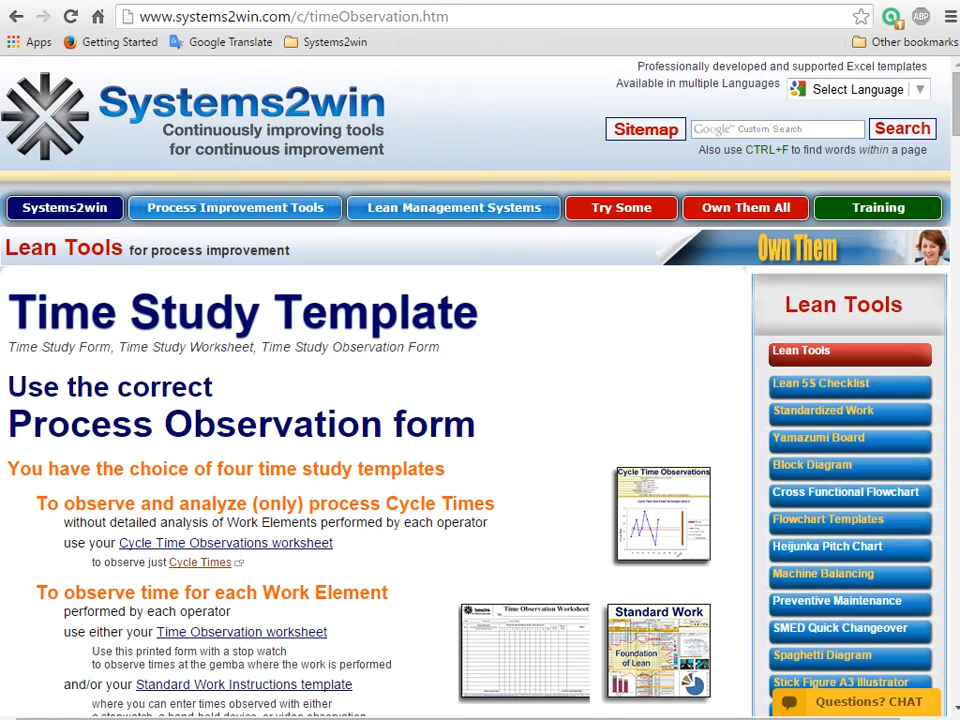 www.systems2win.com/c/timeObservation.htm
ABP
Apps Getting Started Google Translate Systems2win Other bookmarks
Professionally developed and supported Excel templates
Available in multiple Languages Select Language
Systems2win
Continuously improving tools
for continuous improvement
Sitemap Google™ Custom Search Search
Also use CTRL+F to find words within a page
Systems2win Process Improvement Tools Lean Management Systems Try Some Own Them All Training
Lean Tools for process improvement
Own Them
Time Study Template
Time Study Form, Time Study Worksheet, Time Study Observation Form
Use the correct
Process Observation form
You have the choice of four time study templates
To observe and analyze (only) process Cycle Times
without detailed analysis of Work Elements performed by each operator
use your Cycle Time Observations worksheet
to observe just Cycle Times
Cycle Time Observations
To observe time for each Work Element
performed by each operator
use either your Time Observation worksheet
Use this printed form with a stop watch
to observe times at the gemba where the work is performed
and/or your Standard Work Instructions template
where you can enter times observed with either
a stopwatch, a hand-held device, or video observation
Time Observation Worksheet
Standard Work
Foundation
of Lean
Lean Tools
Lean Tools
Lean 5S Checklist
Standardized Work
Yamazumi Board
Block Diagram
Cross Functional Flowchart
Flowchart Templates
Heijunka Pitch Chart
Machine Balancing
Preventive Maintenance
SMED Quick Changeover
Spaghetti Diagram
Stick Figure A3 Illustrator
Questions? CHAT